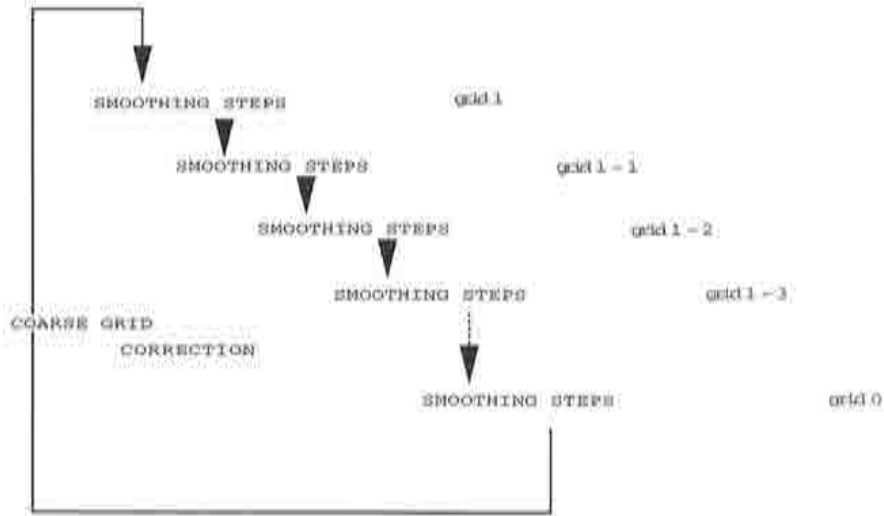 SMOOTHING STEPS grid l
SMOOTHING STEPS grid l - 1
SMOOTHING STEPS grid l - 2
SMOOTHING STEPS grid l - 3
COARSE GRID
CORRECTION
SMOOTHING STEPS grid 0